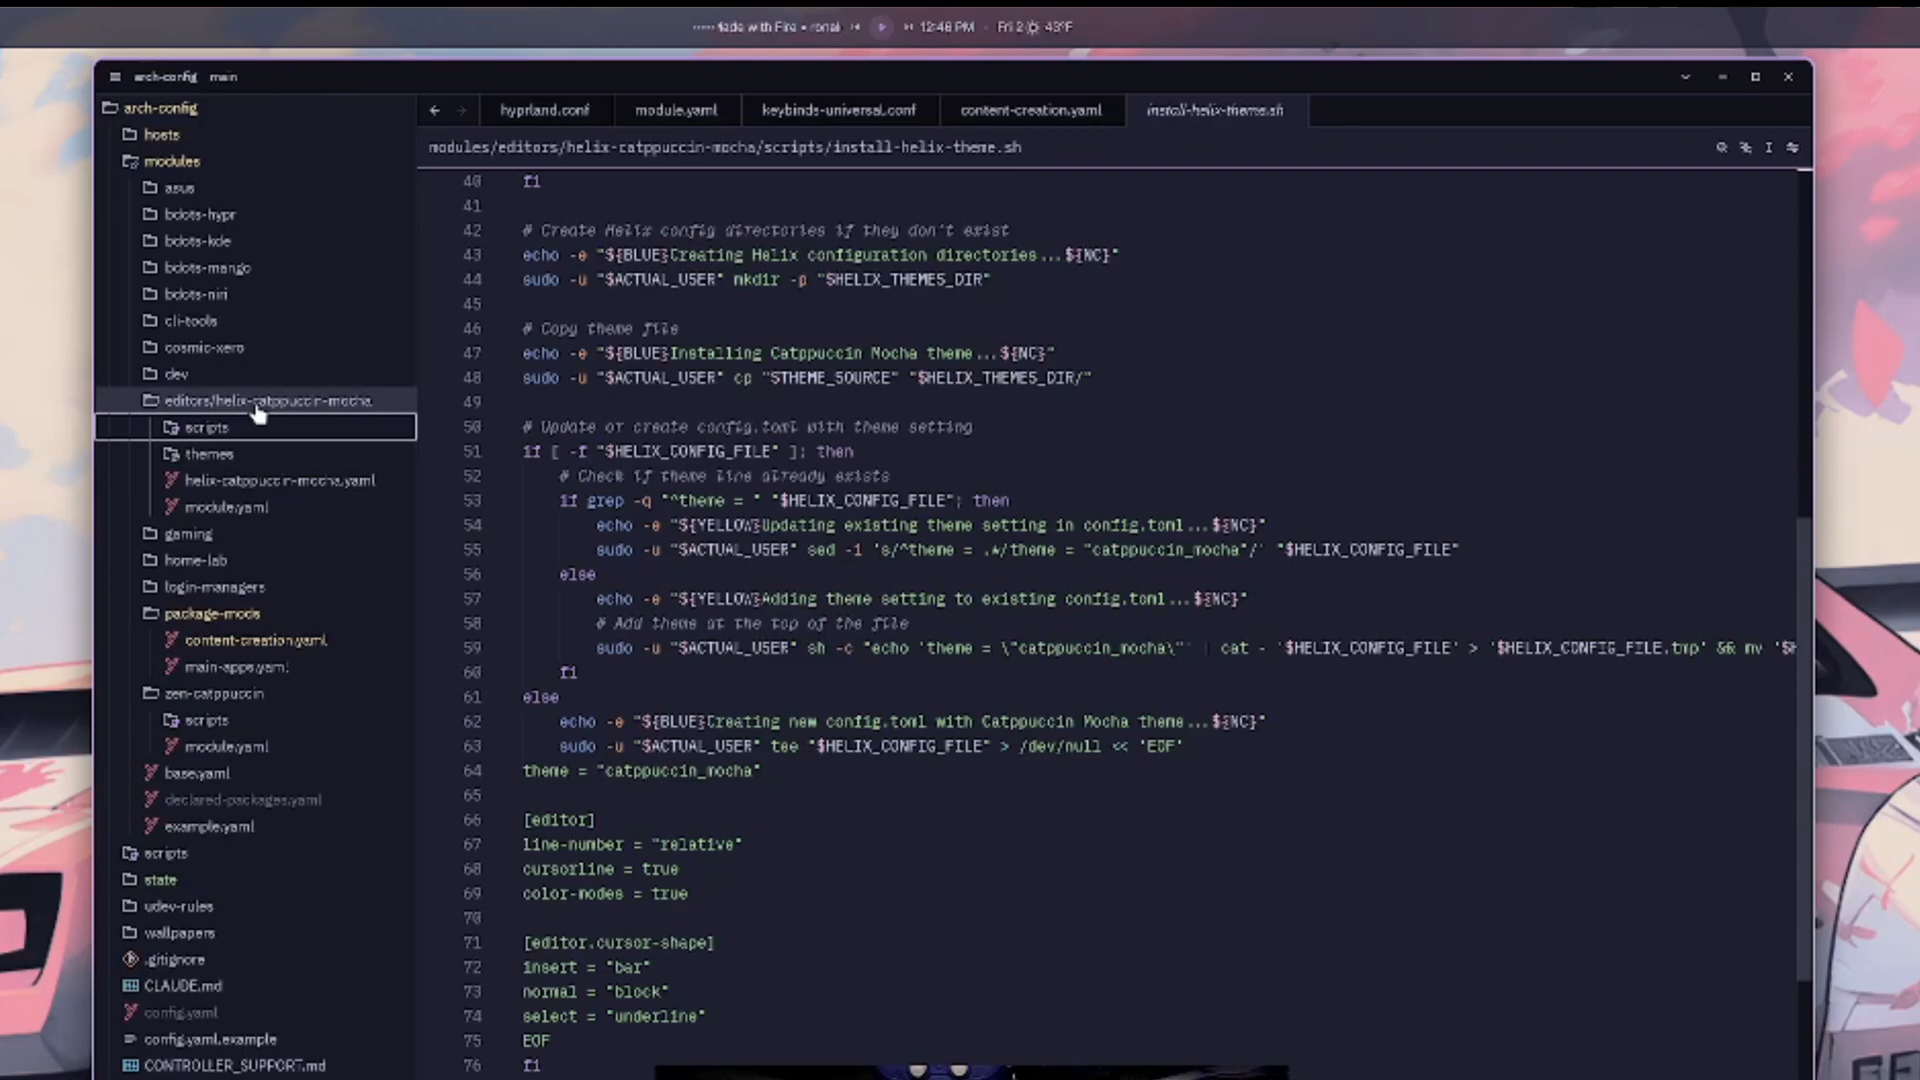 12:46 PM
43°F
arch-config main
arch-config
hosts
modules
asus
bdots-hypr
bdots-kde
bdots-mango
bdots-niri
cli-tools
cosmic-xero
dev
editors/helix-catppuccin-mocha
scripts
themes
helix-catppuccin-mocha.yaml
module.yaml
gaming
home-lab
login-managers
package-mods
content-creation.yaml
main-apps.yaml
zen-catppuccin
scripts
module.yaml
base.yaml
declared-packages.yaml
example.yaml
scripts
state
udev-rules
wallpapers
.gitignore
CLAUDE.md
config.yaml
config.yaml.example
CONTROLLER_SUPPORT.md
hyprland.conf module.yaml keybinds-universal.conf content-creation.yaml install-helix-theme.sh
modules/editors/helix-catppuccin-mocha/scripts/install-helix-theme.sh
40 fi
41
42 # Create Helix config directories if they don't exist
43 echo -e "${BLUE}Creating Helix configuration directories...${NC}"
44 sudo -u "$ACTUAL_USER" mkdir -p "$HELIX_THEMES_DIR"
45
46 # Copy theme file
47 echo -e "${BLUE}Installing Catppuccin Mocha theme...${NC}"
48 sudo -u "$ACTUAL_USER" cp "$THEME_SOURCE" "$HELIX_THEMES_DIR/"
49
50 # Update or create config.toml with theme setting
51 if [ -f "$HELIX_CONFIG_FILE" ]; then
52 # Check if theme line already exists
53 if grep -q "^theme = " "$HELIX_CONFIG_FILE"; then
54 echo -e "${YELLOW}Updating existing theme setting in config.toml...${NC}"
55 sudo -u "$ACTUAL_USER" sed -i 's/^theme = .*/theme = "catppuccin_mocha"/' "$HELIX_CONFIG_FILE"
56 else
57 echo -e "${YELLOW}Adding theme setting to existing config.toml...${NC}"
58 # Add theme at the top of the file
59 sudo -u "$ACTUAL_USER" sh -c "echo 'theme = \"catppuccin_mocha\"' | cat - '$HELIX_CONFIG_FILE' > '$HELIX_CONFIG_FILE.tmp' && mv
60 fi
61 else
62 echo -e "${BLUE}Creating new config.toml with Catppuccin Mocha theme...${NC}"
63 sudo -u "$ACTUAL_USER" tee "$HELIX_CONFIG_FILE" > /dev/null << 'EOF'
64 theme = "catppuccin_mocha"
65
66 [editor]
67 line-number = "relative"
68 cursorline = true
69 color-modes = true
70
71 [editor.cursor-shape]
72 insert = "bar"
73 normal = "block"
74 select = "underline"
75 EOF
76 fi